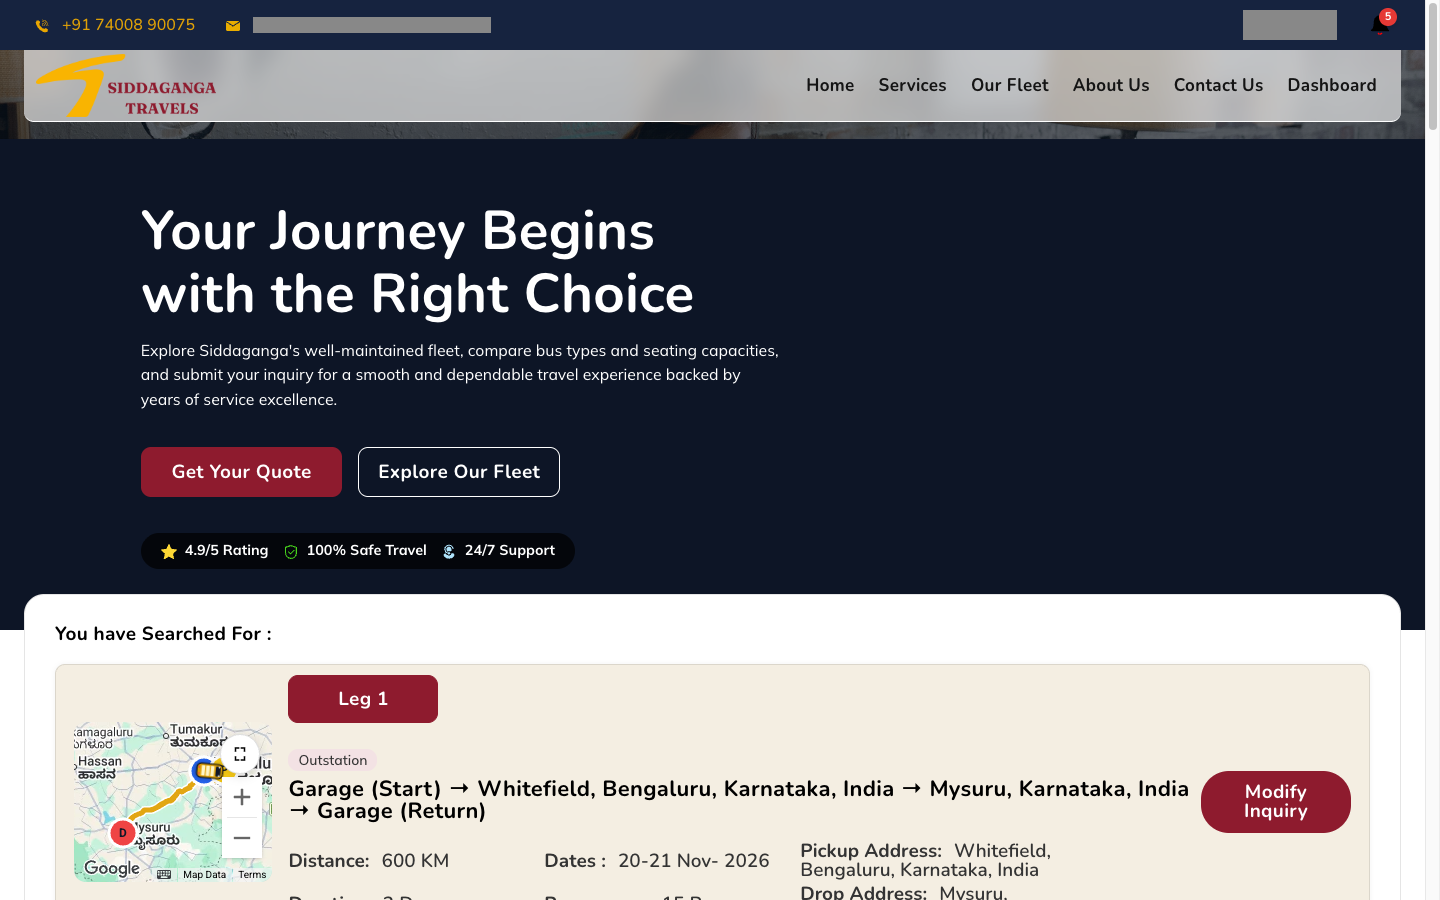 +91 74008 90075
5
SIDDAGANGA
TRAVELS
Home Services Our Fleet About Us Contact Us Dashboard
Your Journey Begins
with the Right Choice
Explore Siddaganga's well-maintained fleet, compare bus types and seating capacities,
and submit your inquiry for a smooth and dependable travel experience backed by
years of service excellence.
Get Your Quote
Explore Our Fleet
4.9/5 Rating 100% Safe Travel 24/7 Support
You have Searched For :
Leg 1
Tumakur
ತುಮಕೂರ
Hassan
ಹಾಸನ
D
Google
Map Data Terms
Outstation
Garage (Start) → Whitefield, Bengaluru, Karnataka, India → Mysuru, Karnataka, India
→ Garage (Return)
Modify
Inquiry
Distance: 600 KM
Dates : 20-21 Nov- 2026
Pickup Address: Whitefield,
Bengaluru, Karnataka, India
Drop Address: Mysuru,